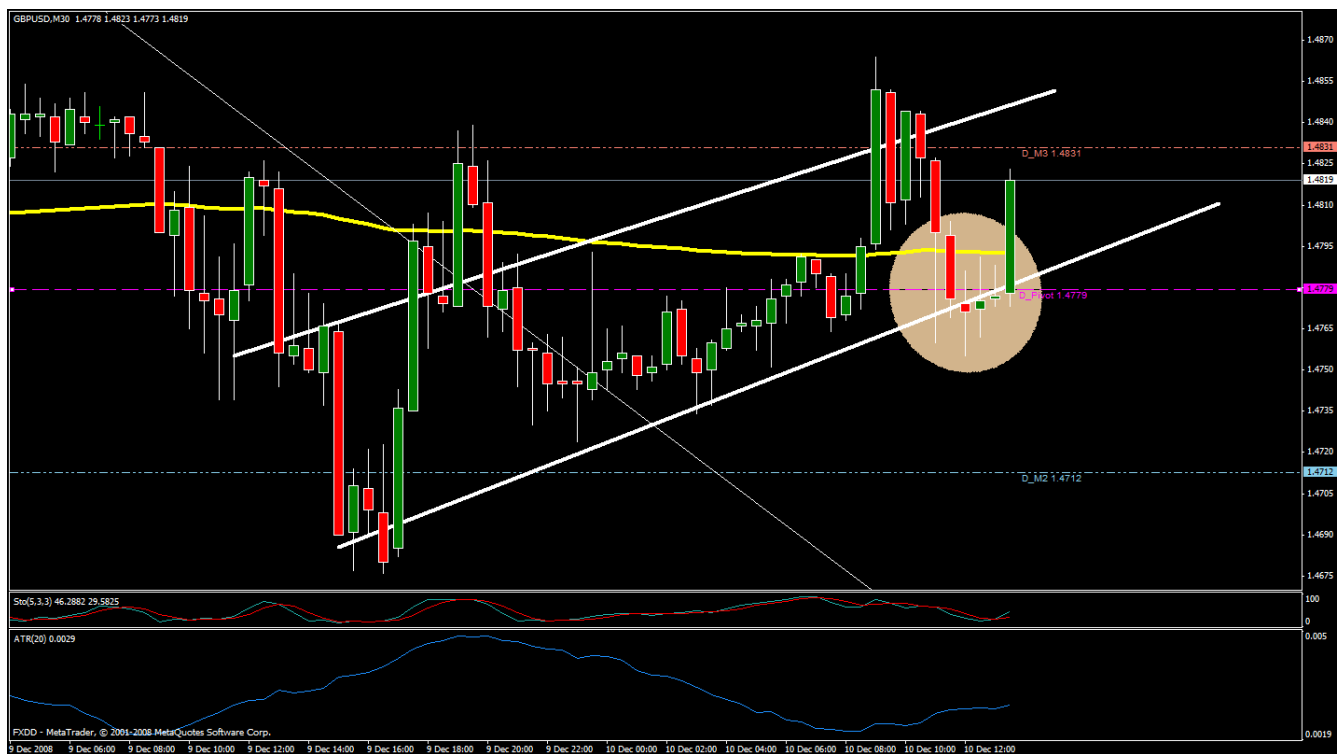 GBPUSD,M30 1.4778 1.4823 1.4773 1.4819
1.4870
1.4855
1.4840
1.4831
D_M3 1.4831
1.4825
1.4819
1.4810
1.4795
1.4779
D_Pivot 1.4779
1.4765
1.4750
1.4735
1.4720
1.4712
D_M2 1.4712
1.4705
1.4690
1.4675
Sto(5,3,3) 46.2882 29.5825
100
0
ATR(20) 0.0029
0.005
0.0019
FXDD - MetaTrader, © 2001-2008 MetaQuotes Software Corp.
9 Dec 2008 9 Dec 06:00 9 Dec 08:00 9 Dec 10:00 9 Dec 12:00 9 Dec 14:00 9 Dec 16:00 9 Dec 18:00 9 Dec 20:00 9 Dec 22:00 10 Dec 00:00 10 Dec 02:00 10 Dec 04:00 10 Dec 06:00 10 Dec 08:00 10 Dec 10:00 10 Dec 12:00